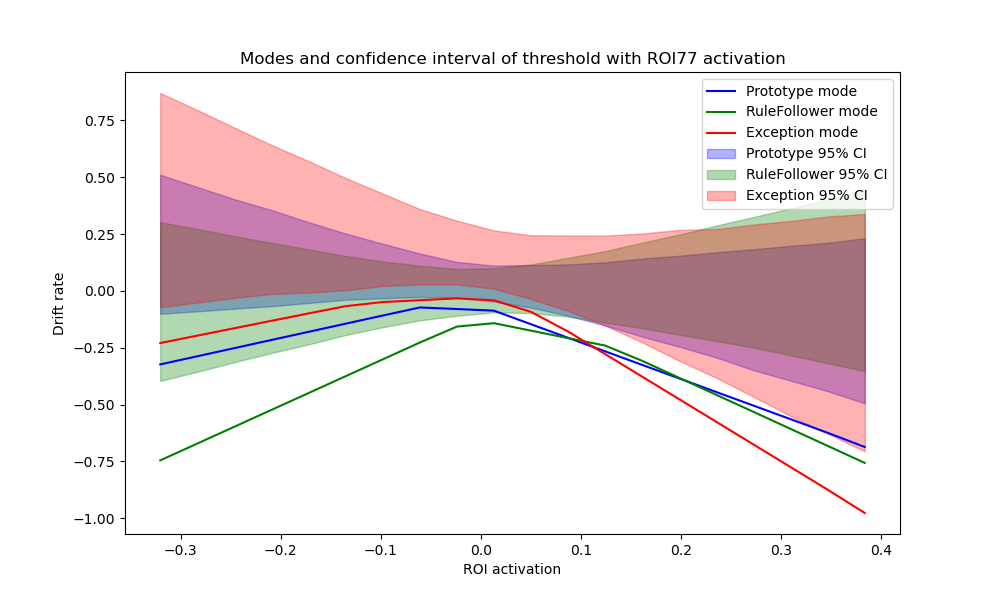 Modes and confidence interval of threshold with ROI77 activation
Prototype mode
RuleFollower mode
Exception mode
Prototype 95% CI
RuleFollower 95% CI
Exception 95% CI
Drift rate
0.75
0.50
0.25
0.00
−0.25
−0.50
−0.75
−1.00
−0.3 −0.2 −0.1 0.0 0.1 0.2 0.3 0.4
ROI activation